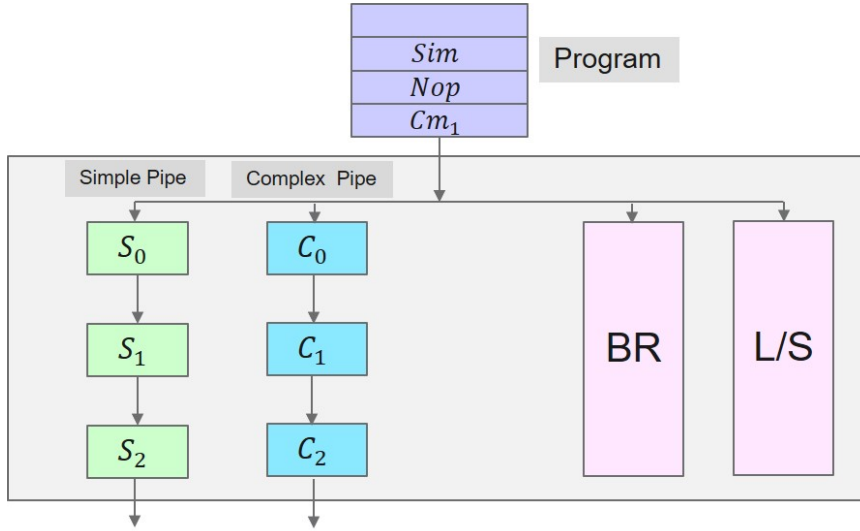 Sim
Program
Nop
Cm₁
Simple Pipe
Complex Pipe
S₀
C₀
S₁
C₁
BR
L/S
S₂
C₂